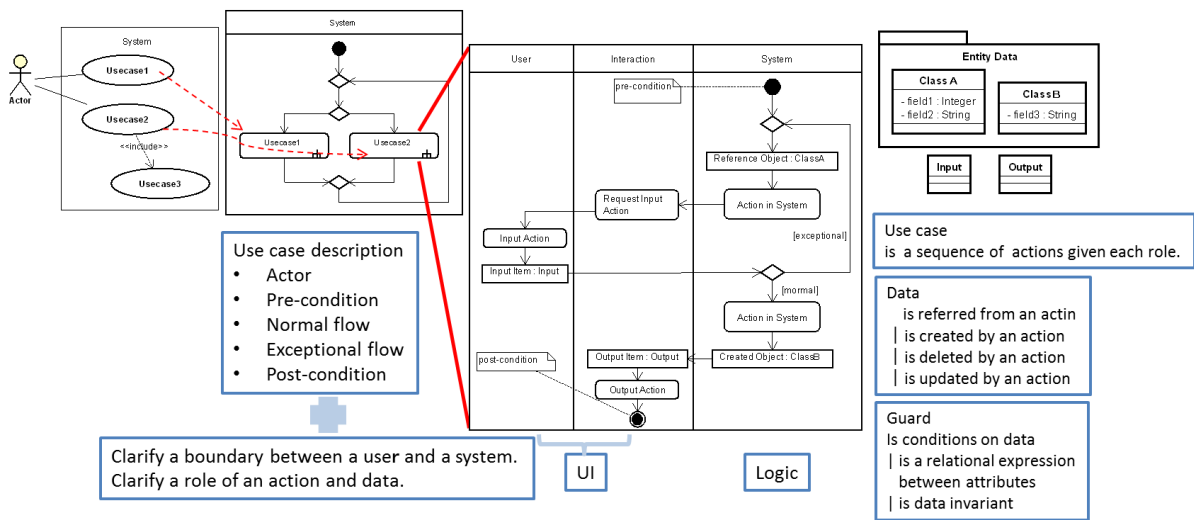 System
Actor
Usecase1
Usecase2
<<include>>
Usecase3
System
Usecase1
Usecase2
User
Interaction
System
pre-condition
Reference Object : ClassA
Request Input
Action
Action in System
Input Action
[exceptional]
Input Item : Input
[mormal]
Action in System
post-condition
Output Item : Output
Created Object : ClassB
Output Action
Entity Data
Class A
- field1 : Integer
- field2 : String
ClassB
- field3 : String
Input
Output
Use case description
• Actor
• Pre-condition
• Normal flow
• Exceptional flow
• Post-condition
Clarify a boundary between a user and a system.
Clarify a role of an action and data.
UI
Logic
Use case
is a sequence of actions given each role.
Data
is referred from an actin
| is created by an action
| is deleted by an action
| is updated by an action
Guard
Is conditions on data
| is a relational expression
between attributes
| is data invariant